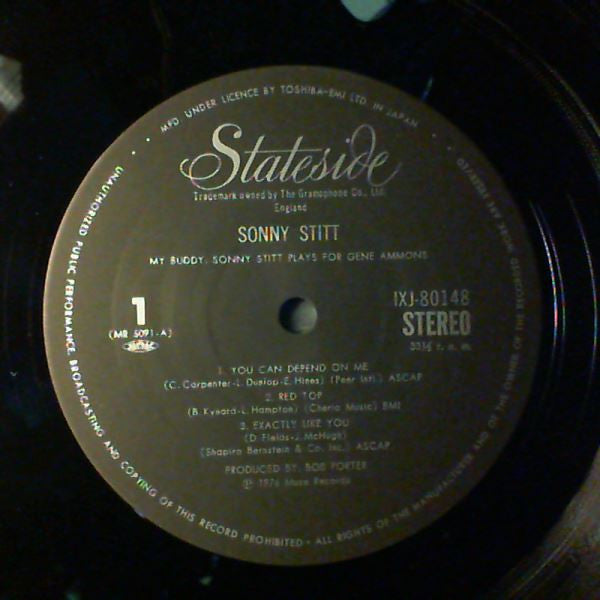 MFD UNDER LICENCE BY TOSHIBA-EMI LTD. IN JAPAN
Stateside
Trademark owned by The Gramophone Co., Ltd.
England
SONNY STITT
MY BUDDY: SONNY STITT PLAYS FOR GENE AMMONS
1
(MR 5091-A)
IXJ-80148
STEREO
33⅓ r. p. m.
1. YOU CAN DEPEND ON ME
(C. Carpenter-L. Dunlop-E. Hines) (Peer Intl.) ASCAP
2. RED TOP
(B. Kynard-L. Hampton) (Cherio Music) BMI
3. EXACTLY LIKE YOU
(D. Fields-J. McHugh)
(Shapiro Bernstein & Co. Inc.) ASCAP
PRODUCED BY: BOB PORTER
Ⓟ 1976 Muse Records
UNAUTHORIZED PUBLIC PERFORMANCE, BROADCASTING AND COPYING OF THIS RECORD PROHIBITED · ALL RIGHTS OF THE MANUFACTURER AND OF THE OWNER OF THE RECORDED WORK ARE RESERVED